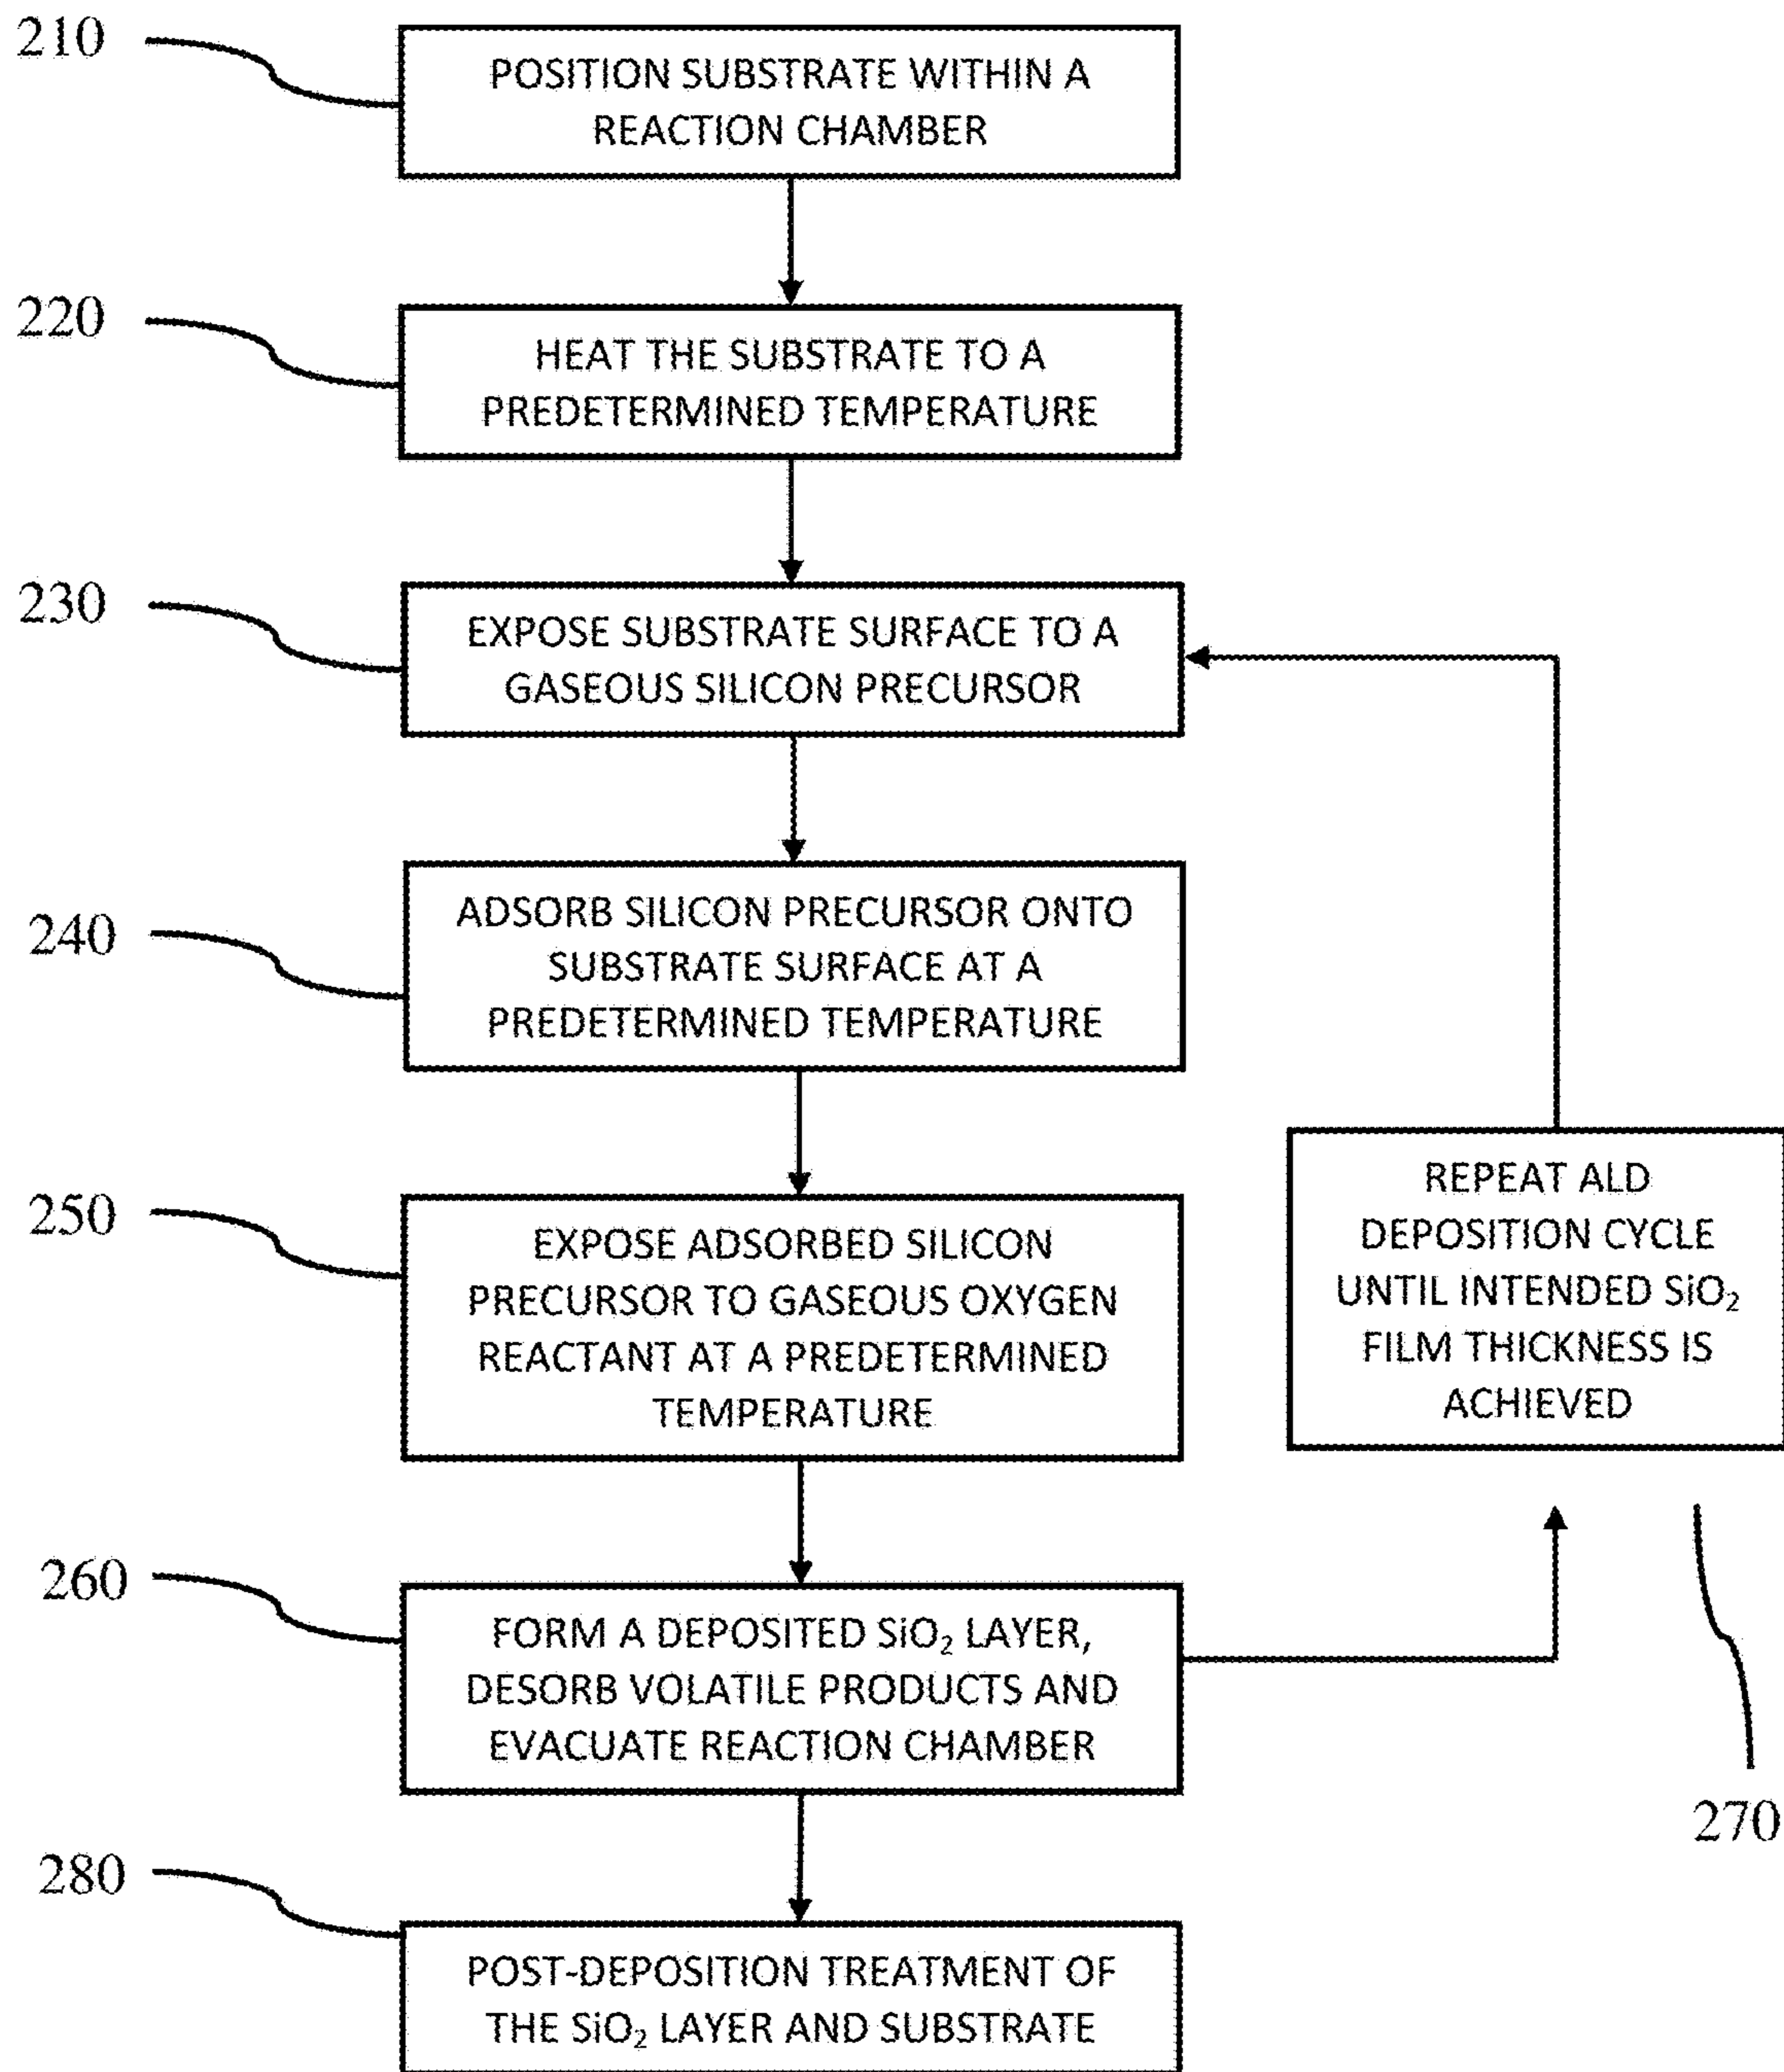 210
POSITION SUBSTRATE WITHIN A
REACTION CHAMBER
220
HEAT THE SUBSTRATE TO A
PREDETERMINED TEMPERATURE
230
EXPOSE SUBSTRATE SURFACE TO A
GASEOUS SILICON PRECURSOR
240
ADSORB SILICON PRECURSOR ONTO
SUBSTRATE SURFACE AT A
PREDETERMINED TEMPERATURE
250
EXPOSE ADSORBED SILICON
PRECURSOR TO GASEOUS OXYGEN
REACTANT AT A PREDETERMINED
TEMPERATURE
260
FORM A DEPOSITED SiO₂ LAYER,
DESORB VOLATILE PRODUCTS AND
EVACUATE REACTION CHAMBER
REPEAT ALD
DEPOSITION CYCLE
UNTIL INTENDED SiO₂
FILM THICKNESS IS
ACHIEVED
270
280
POST-DEPOSITION TREATMENT OF
THE SiO₂ LAYER AND SUBSTRATE